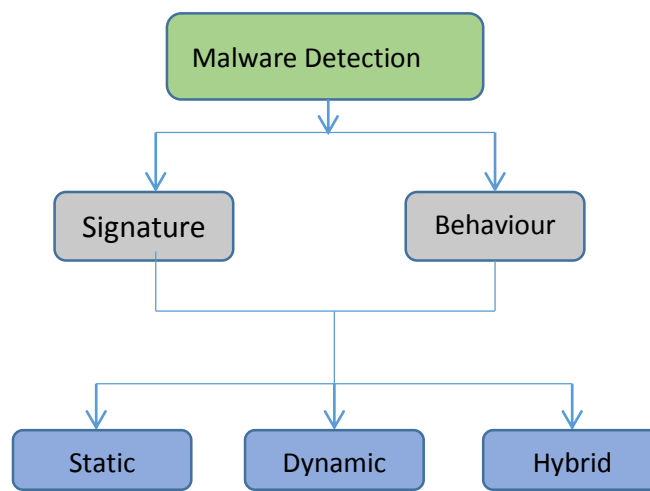 Malware Detection
Signature
Behaviour
Static
Dynamic
Hybrid